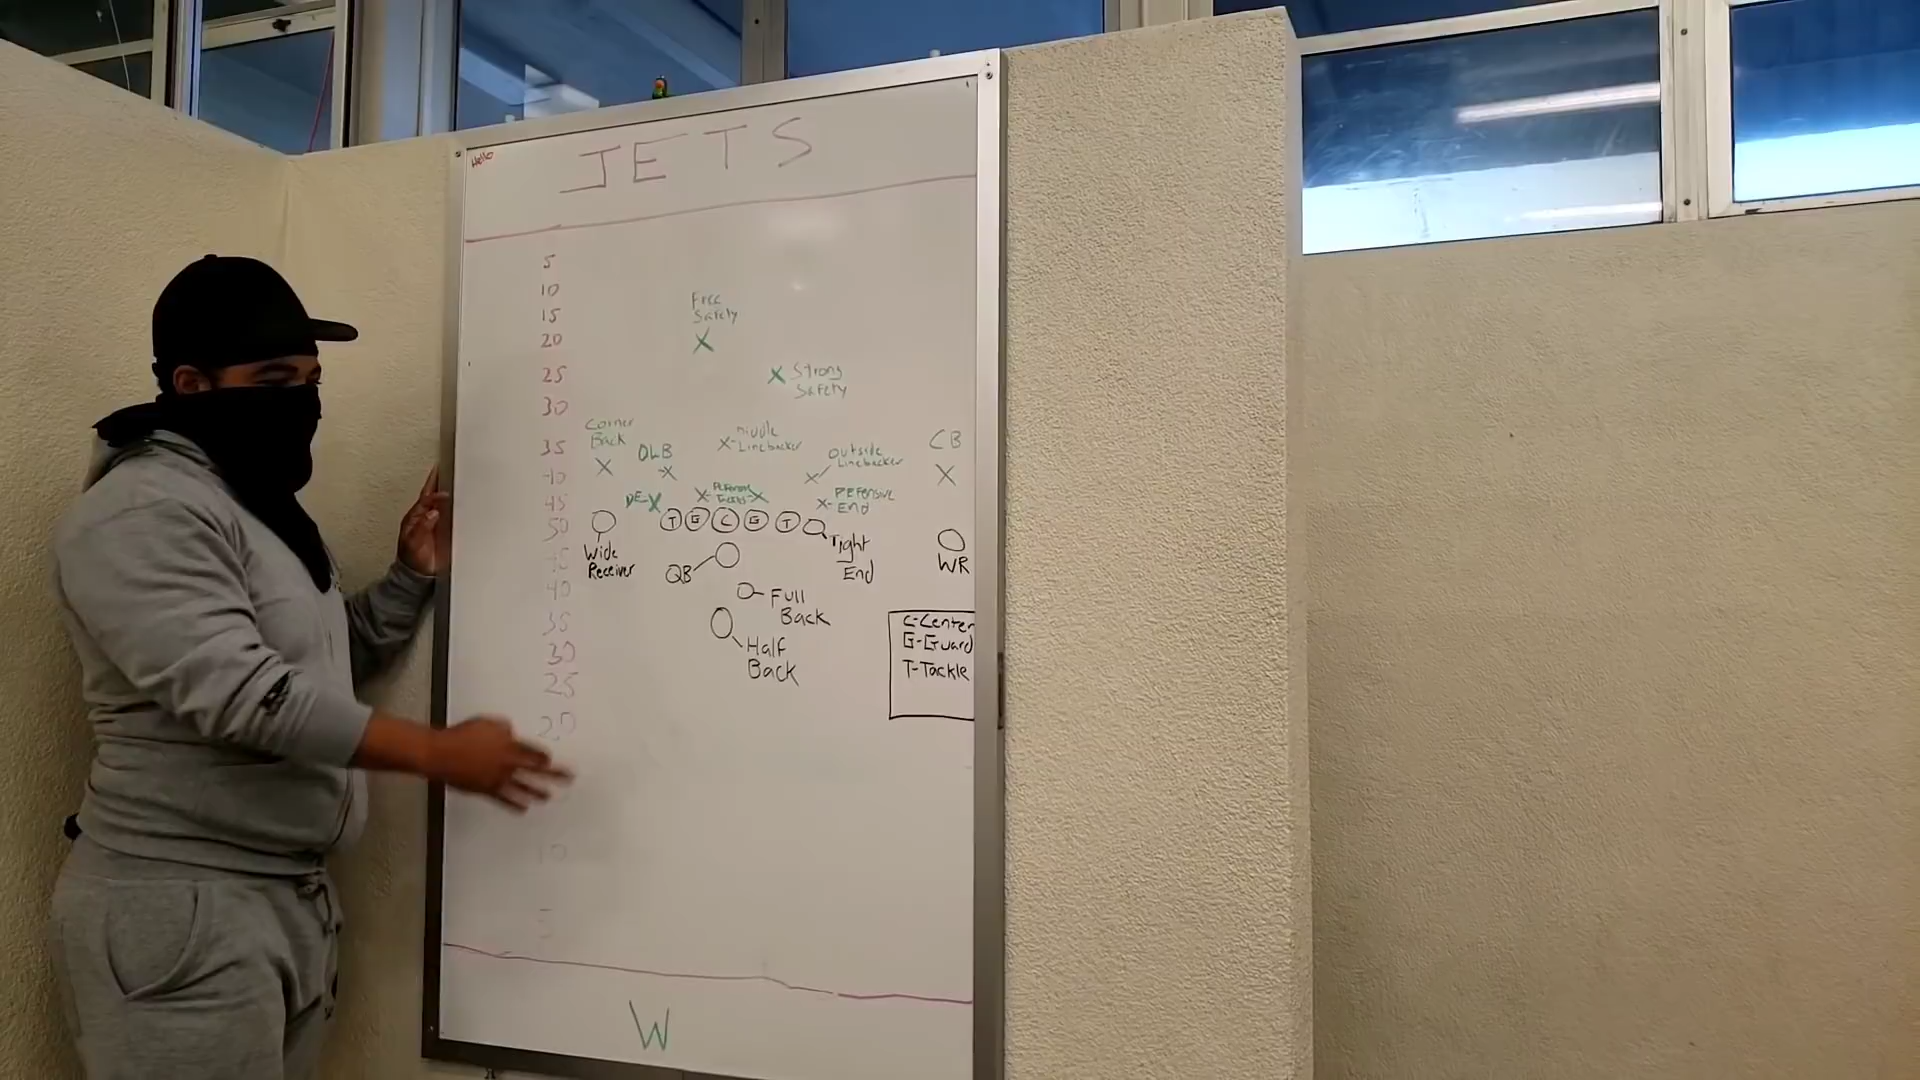 Hello
JETS
5
10
15
20
25
30
35
40
45
50
45
40
35
30
25
20
10
5
Free
Safety
X
X Strong
Safety
Corner
Back
X
OLB
X
X-Middle
Linebacker
Outside
Linebacker
X
CB
X
DE-X
X-Defensive
Tackles-X
X-Defensive
End
T G C G T
Wide
Receiver
QB
Tight
End
WR
Full
Back
Half
Back
C-Center
G-Guard
T-Tackle
W